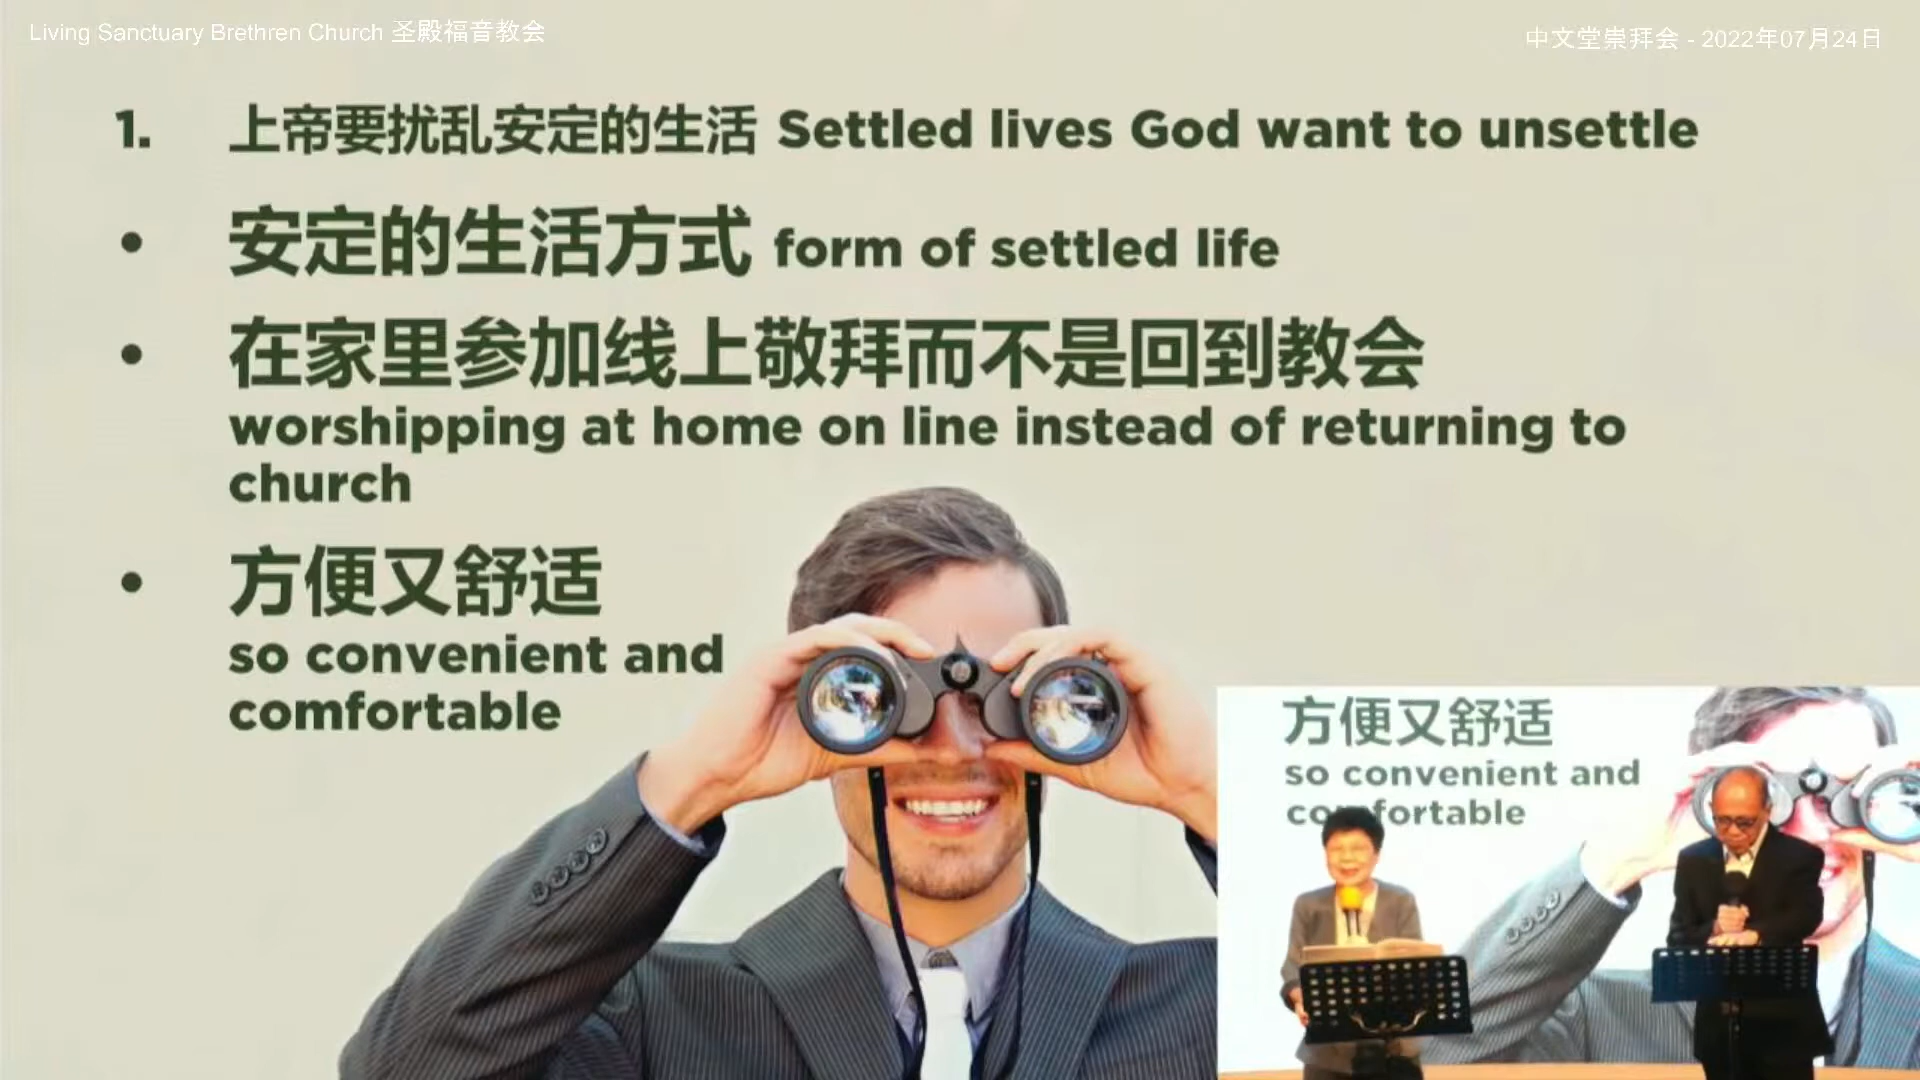 Living Sanctuary Brethren Church 圣殿福音教会
中文堂崇拜会 - 2022年07月24日
1. 上帝要扰乱安定的生活 Settled lives God want to unsettle
• 安定的生活方式 form of settled life
• 在家里参加线上敬拜而不是回到教会
worshipping at home on line instead of returning to
church
• 方便又舒适
so convenient and
comfortable
方便又舒适
so convenient and
comfortable